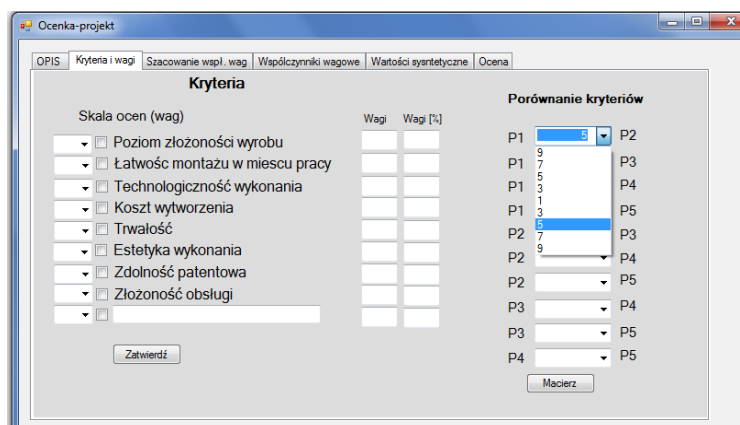 Ocenka-projekt
OPIS Kryteria i wagi Szacowanie wspł. wag Współczynniki wagowe Wartości sysntetyczne Ocena
Kryteria
Skala ocen (wag) Wagi Wagi [%]
Poziom złożoności wyrobu
Łatwośc montażu w miescu pracy
Technologiczność wykonania
Koszt wytworzenia
Trwałość
Estetyka wykonania
Zdolność patentowa
Złożoność obsługi
Zatwierdź
Porównanie kryteriów
P1 5 P2
9
P1 7 P3
5
P1 3 P4
1
P1 3 P5
5
P2 7 P3
9
P2 P4
P2 P5
P3 P4
P3 P5
P4 P5
Macierz